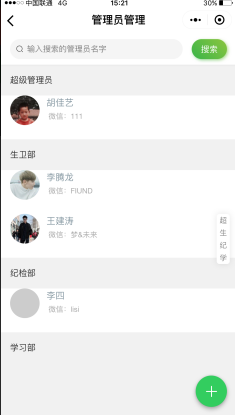 中国联通 4G 15:21 30%
管理员管理
输入搜索的管理员名字 搜索
超级管理员
胡佳艺
微信：111
生卫部
李腾龙
微信：FIUND
王建涛
微信：梦&未来
超
生
纪
学
纪检部
李四
微信：lisi
学习部